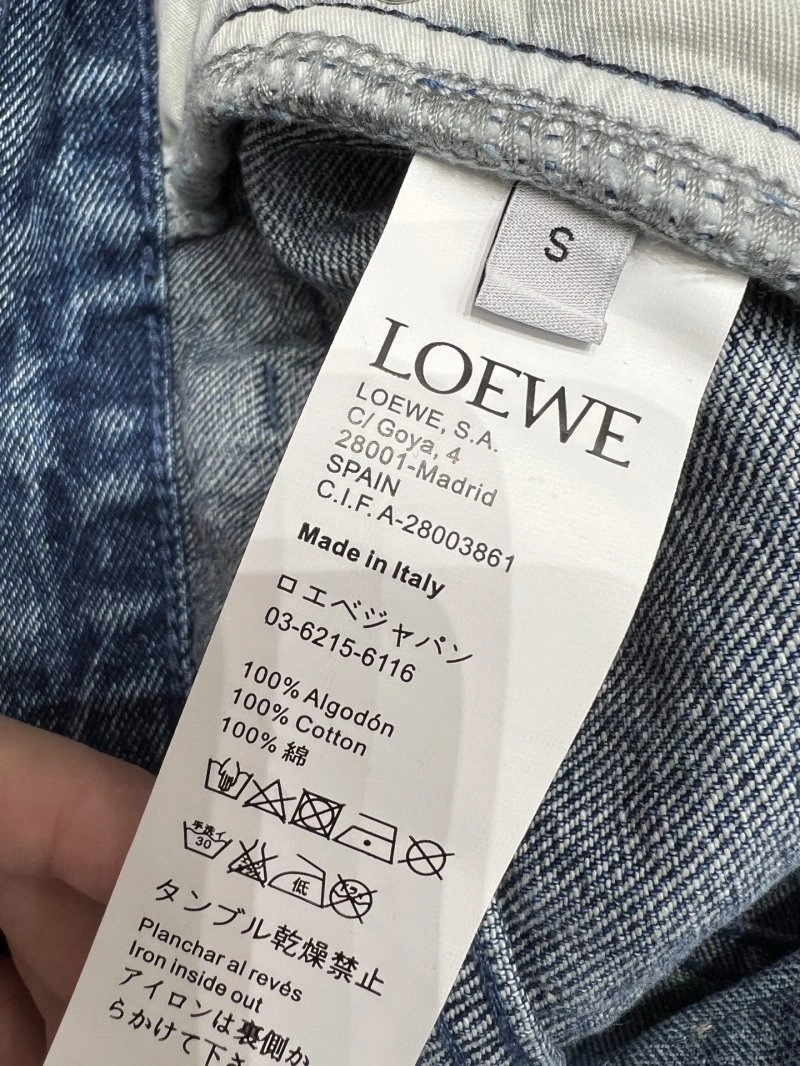 S
LOEWE
LOEWE, S.A.
C/ Goya, 4
28001-Madrid
SPAIN
C.I.F. A-28003861
Made in Italy
ロエベジャパン
03-6215-6116
100% Algodón
100% Cotton
100% 綿
手洗イ
30
低
タンブル乾燥禁止
Planchar al revés
Iron inside out
アイロンは裏側か
らかけて下さ